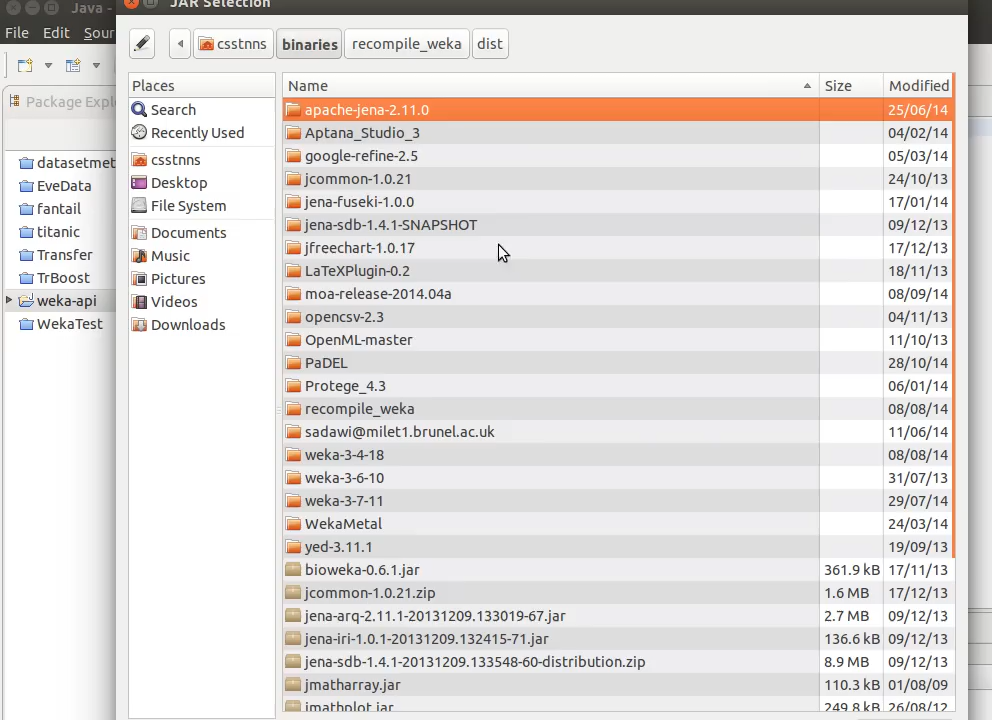 Java -
JAR Selection
File Edit Sour
csstnns binaries recompile_weka dist
Package Expl
Places
Search
Recently Used
csstnns
Desktop
File System
Documents
Music
Pictures
Videos
Downloads
datasetmet
EveData
fantail
titanic
Transfer
TrBoost
weka-api
WekaTest
Name Size Modified
apache-jena-2.11.0 25/06/14
Aptana_Studio_3 04/02/14
google-refine-2.5 05/03/14
jcommon-1.0.21 24/10/13
jena-fuseki-1.0.0 17/01/14
jena-sdb-1.4.1-SNAPSHOT 09/12/13
jfreechart-1.0.17 17/12/13
LaTeXPlugin-0.2 18/11/13
moa-release-2014.04a 08/09/14
opencsv-2.3 04/11/13
OpenML-master 11/10/13
PaDEL 28/10/14
Protege_4.3 06/01/14
recompile_weka 08/08/14
sadawi@milet1.brunel.ac.uk 11/06/14
weka-3-4-18 08/08/14
weka-3-6-10 31/07/13
weka-3-7-11 29/07/14
WekaMetal 24/03/14
yed-3.11.1 19/09/13
bioweka-0.6.1.jar 361.9 kB 17/11/13
jcommon-1.0.21.zip 1.6 MB 17/12/13
jena-arq-2.11.1-20131209.133019-67.jar 2.7 MB 09/12/13
jena-iri-1.0.1-20131209.132415-71.jar 136.6 kB 09/12/13
jena-sdb-1.4.1-20131209.133548-60-distribution.zip 8.9 MB 09/12/13
jmatharray.jar 110.3 kB 01/08/09
jmathplot.jar 249.8 kB 26/08/12